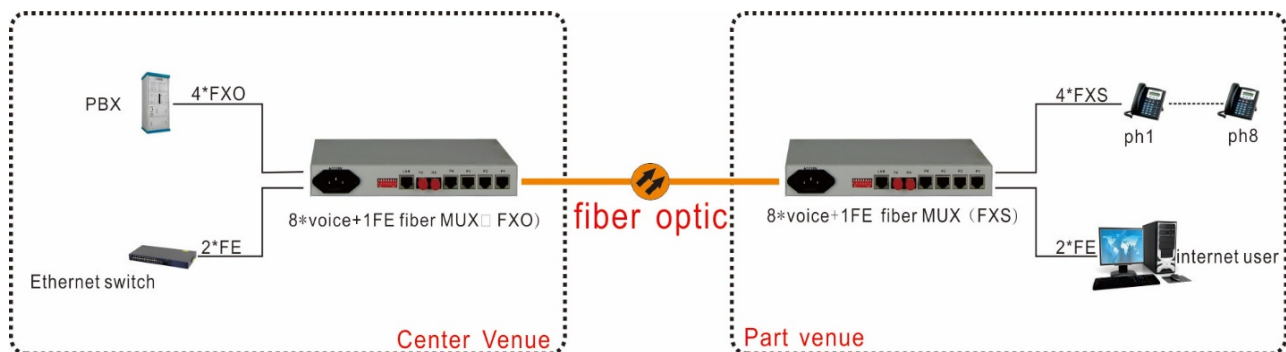 PBX
4*FXO
8*voice+1FE fiber MUX□ FXO)
2*FE
Ethernet switch
Center Venue
fiber optic
4*FXS
ph1
ph8
8*voice+1FE fiber MUX（FXS）
2*FE
internet user
Part venue